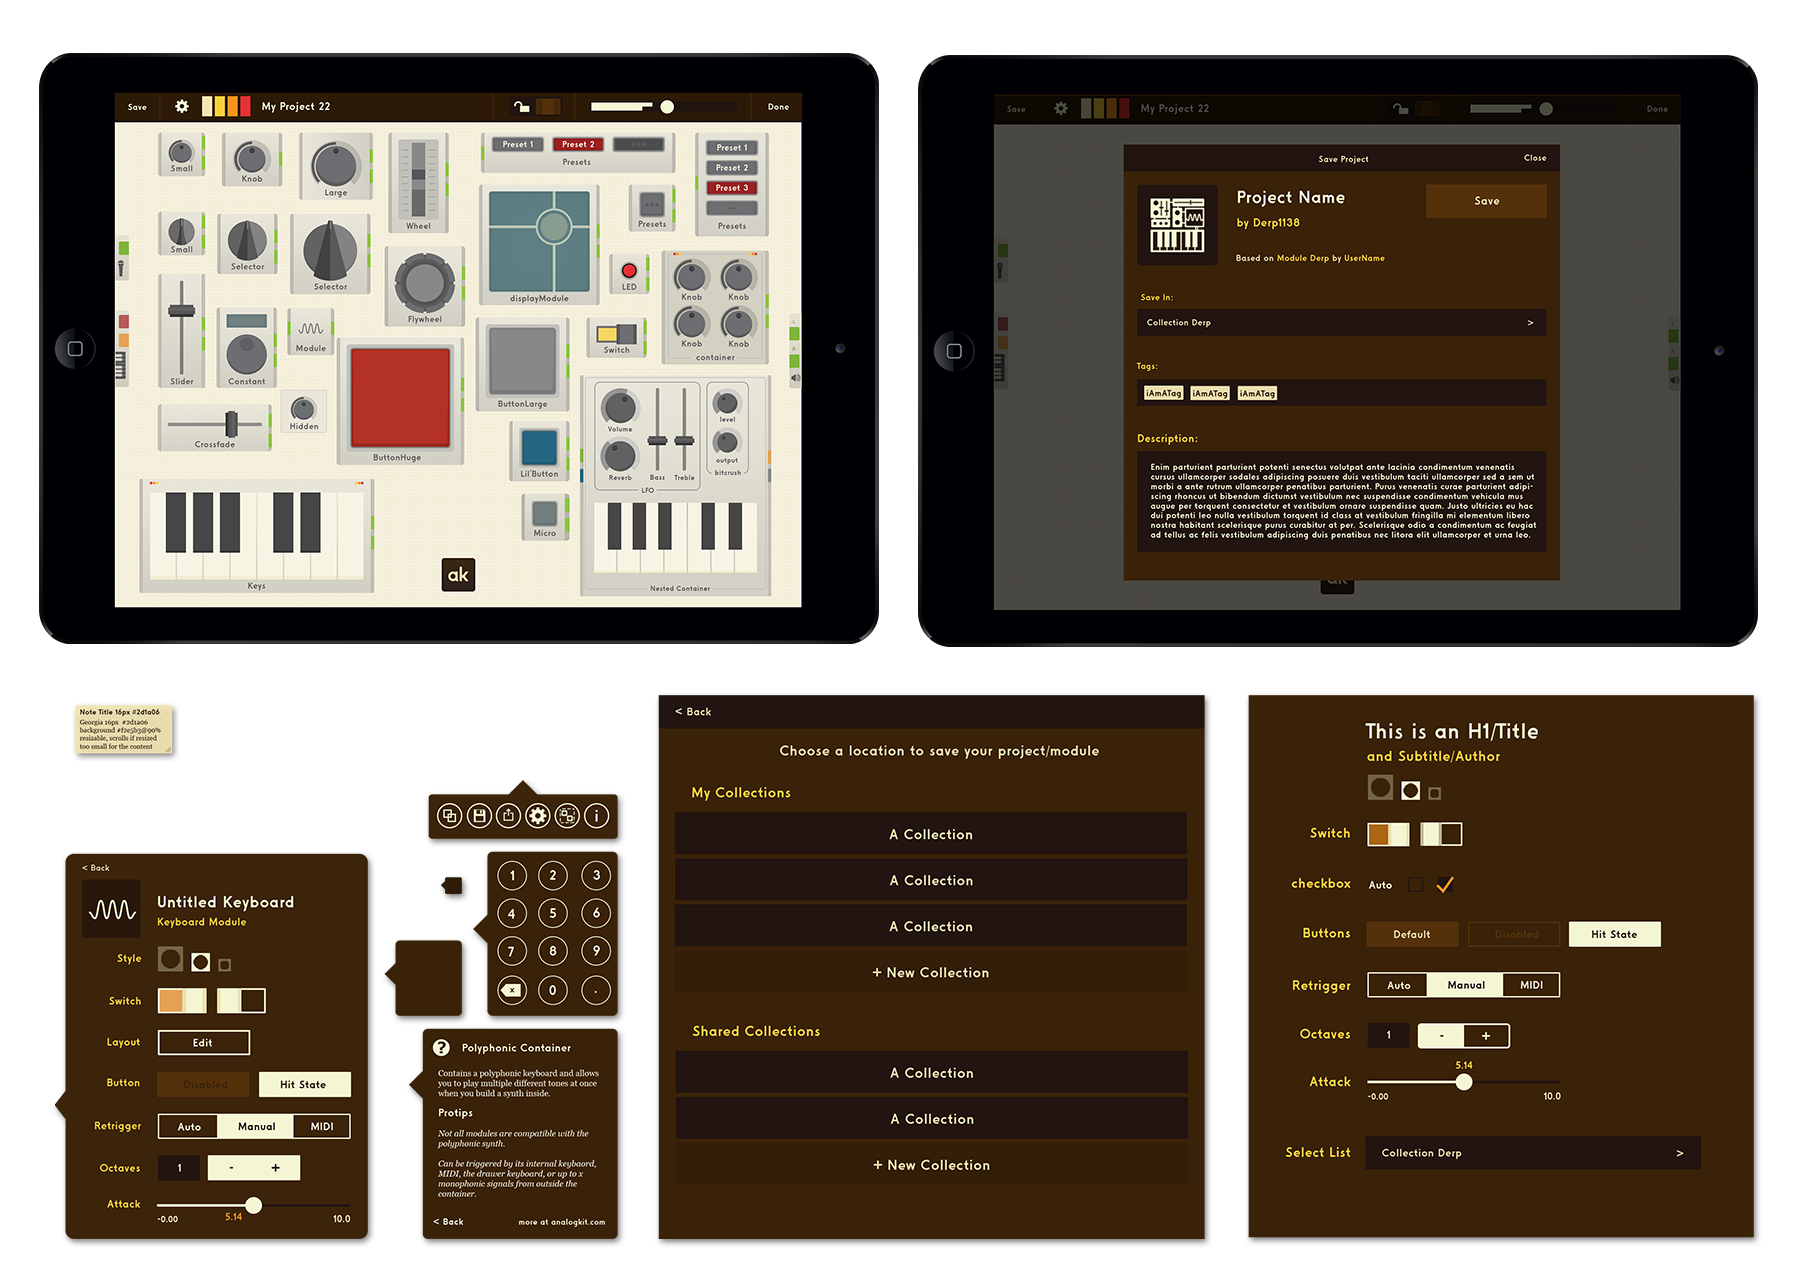 Save
My Project 22
Done
Small
Knob
Large
Wheel
Preset 1
Preset 2
Presets
Preset 1
Preset 2
Preset 3
Presets
Presets
Small
Selector
Selector
Flywheel
displayModule
LED
Knob
Knob
Knob
Knob
container
Slider
Constant
Module
Switch
ButtonLarge
Hidden
Crossfade
ButtonHuge
Lil'Button
Micro
Volume
Reverb
Bass
Treble
LFO
level
output
bitcrush
Keys
ak
Nested Container
Save
My Project 22
Done
Save Project
Close
Project Name
by Derp1138
Save
Based on Module Derp by UserName
Save In:
Collection Derp >
Tags:
iAmATag iAmATag iAmATag
Description:
Enim parturient parturient potenti senectus volutpat ante lacinia condimentum venenatis
cursus ullamcorper sodales adipiscing posuere duis vestibulum taciti ullamcorper sed a sem ut
morbi a ante rutrum ullamcorper penatibus parturient. Purus venenatis curae parturient adipi-
scing rhoncus ut bibendum dictumst vestibulum nec suspendisse condimentum vehicula mus
augue per torquent consectetur et vestibulum ornare suspendisse quam. Justo ultricies eu hac
dui potenti leo nulla vestibulum torquent id class at vestibulum fringilla mi elementum libero
nostra habitant scelerisque purus curabitur at per. Scelerisque odio a condimentum ac feugiat
ad tellus ac felis vestibulum adipiscing duis penatibus nec litora elit ullamcorper et urna leo.
Note Title 16px #2d1a06
Georgia 16px #2d1a06
background #f2e5b3@90%
resizable, scrolls if resized
too small for the content
< Back
Untitled Keyboard
Keyboard Module
Style
Switch
Layout Edit
Button Disabled Hit State
Retrigger Auto Manual MIDI
Octaves 1 - +
Attack
-0.00 5.14 10.0
i
1 2 3
4 5 6
7 8 9
x 0 .
? Polyphonic Container
Contains a polyphonic keyboard and allows
you to play multiple different tones at once
when you build a synth inside.
Protips
Not all modules are compatible with the
polyphonic synth.
Can be triggered by its internal keybaord,
MIDI, the drawer keyboard, or up to x
monophonic signals from outside the
container.
< Back more at analogkit.com
< Back
Choose a location to save your project/module
My Collections
A Collection
A Collection
A Collection
+ New Collection
Shared Collections
A Collection
A Collection
+ New Collection
This is an H1/Title
and Subtitle/Author
Switch
checkbox Auto
Buttons Default Disabled Hit State
Retrigger Auto Manual MIDI
Octaves 1 - +
5.14
Attack
-0.00 10.0
Select List Collection Derp >